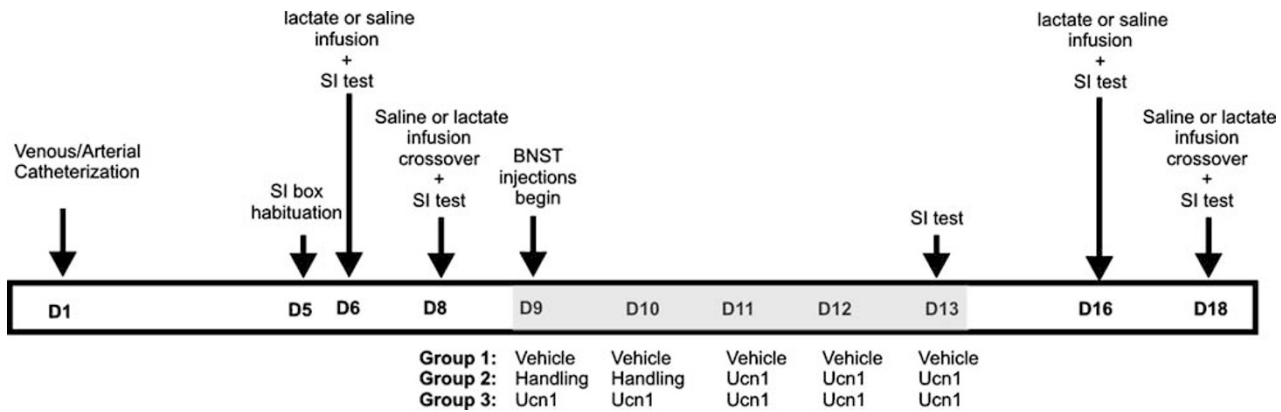 Venous/Arterial
Catheterization
SI box
habituation
lactate or saline
infusion
+
SI test
Saline or lactate
infusion
crossover
+
SI test
BNST
injections
begin
SI test
lactate or saline
infusion
+
SI test
Saline or lactate
infusion
crossover
+
SI test
D1 D5 D6 D8 D9 D10 D11 D12 D13 D16 D18
Group 1: Vehicle Vehicle Vehicle Vehicle Vehicle
Group 2: Handling Handling Ucn1 Ucn1 Ucn1
Group 3: Ucn1 Ucn1 Ucn1 Ucn1 Ucn1